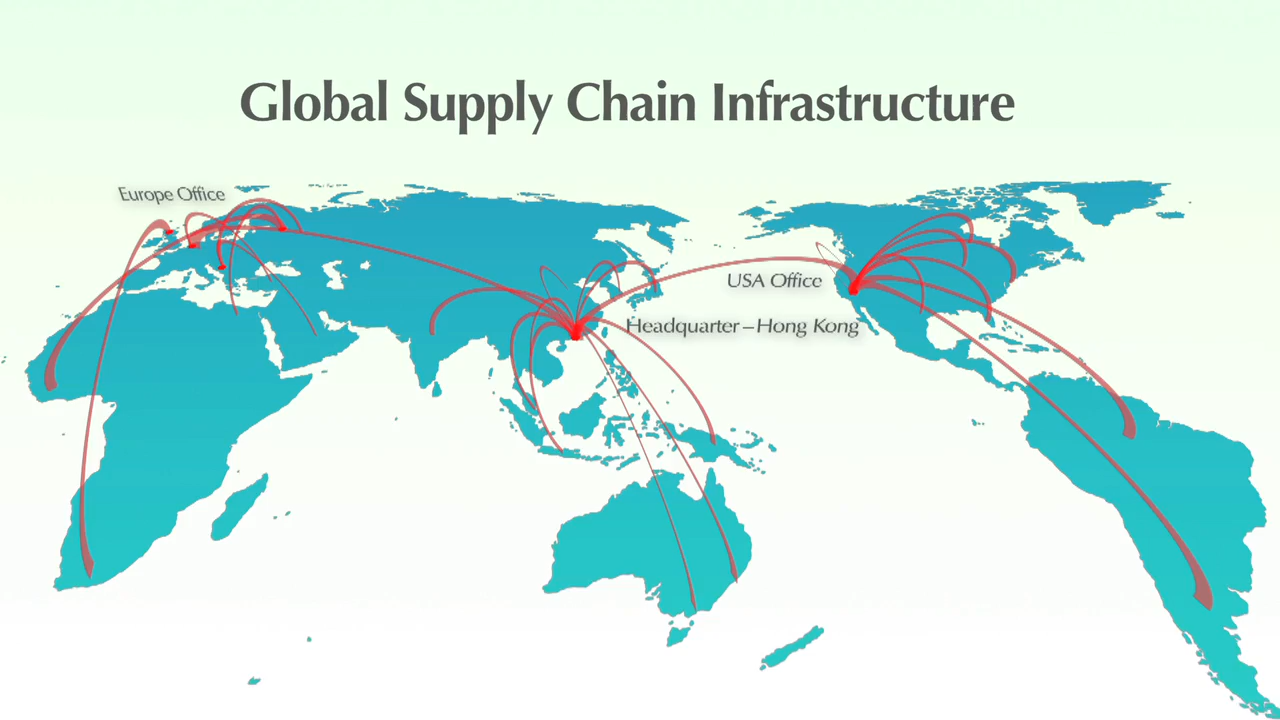 Global Supply Chain Infrastructure
Europe Office
USA Office
Headquarter–Hong Kong